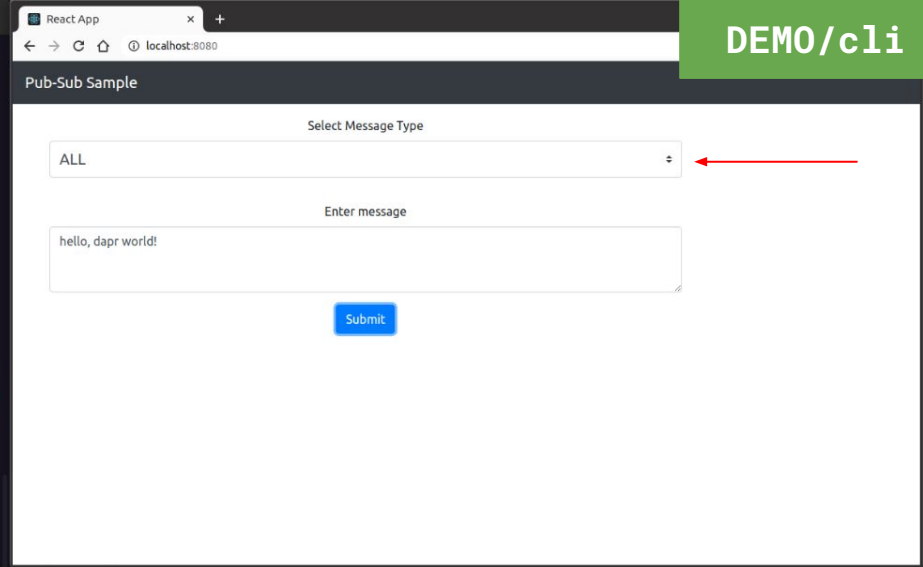 React App
DEMO/cli
localhost:8080
Pub-Sub Sample
Select Message Type
ALL
Enter message
hello, dapr world!
Submit